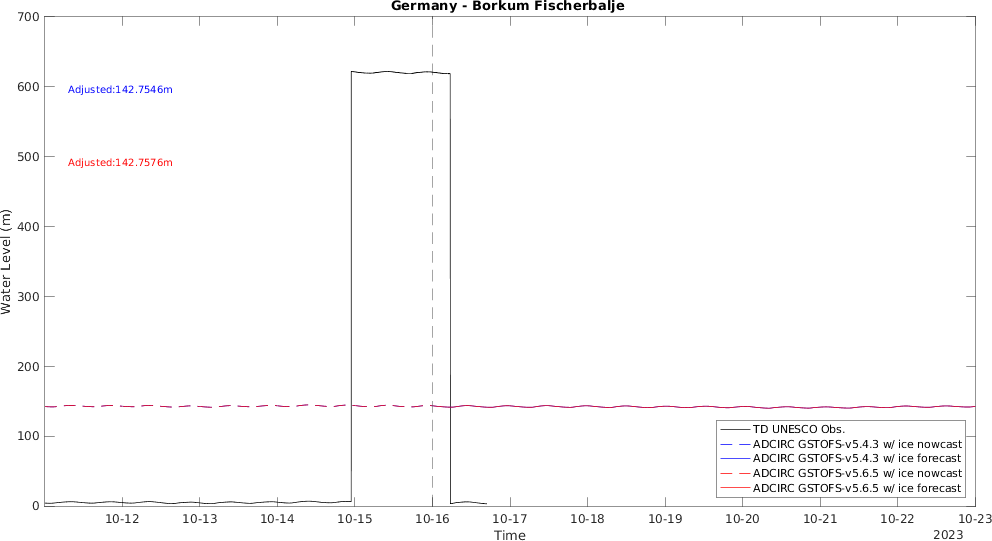 Germany - Borkum Fischerbalje
Water Level (m)
700
600
500
400
300
200
100
0
Adjusted:142.7546m
Adjusted:142.7576m
TD UNESCO Obs.
ADCIRC GSTOFS-v5.4.3 w/ ice nowcast
ADCIRC GSTOFS-v5.4.3 w/ ice forecast
ADCIRC GSTOFS-v5.6.5 w/ ice nowcast
ADCIRC GSTOFS-v5.6.5 w/ ice forecast
10-12 10-13 10-14 10-15 10-16 10-17 10-18 10-19 10-20 10-21 10-22 10-23
Time
2023